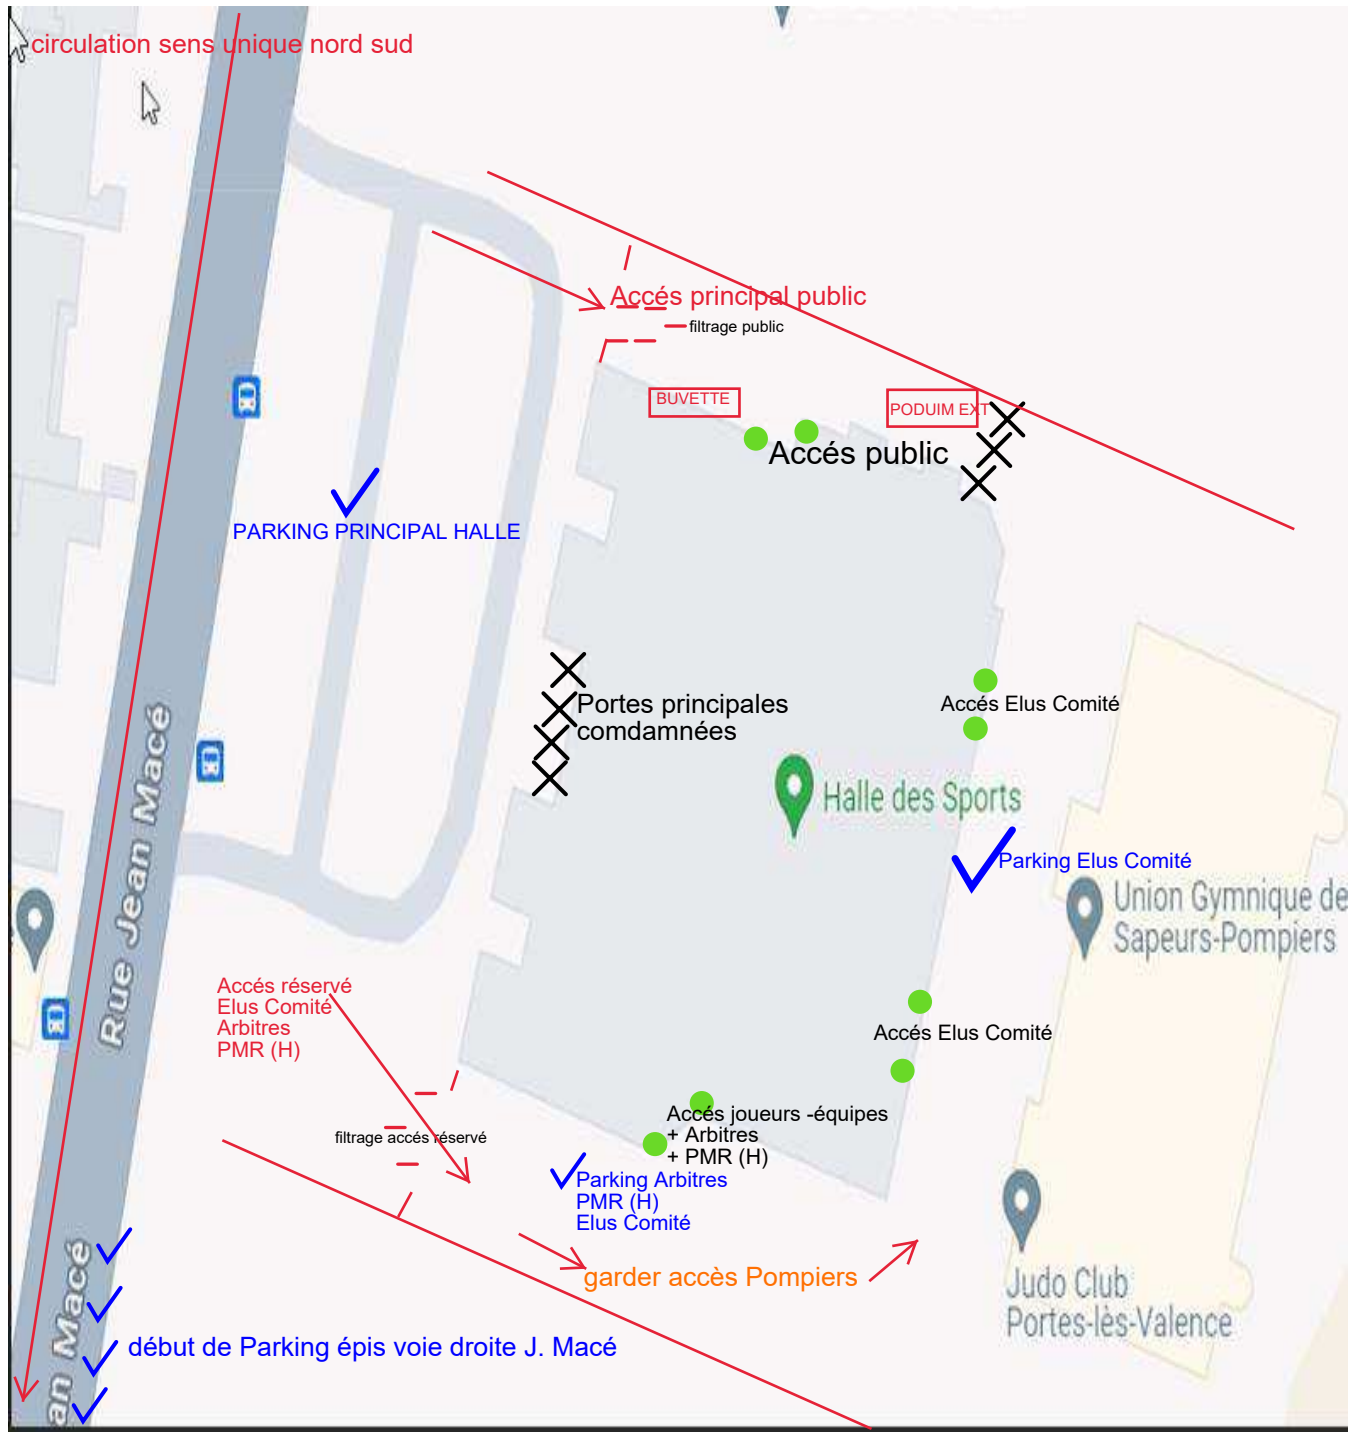 circulation sens unique nord sud
Accés principal public
filtrage public
BUVETTE
PODUIM EXT
Accés public
PARKING PRINCIPAL HALLE
Portes principales
comdamnées
Accés Elus Comité
Halle des Sports
Parking Elus Comité
Union Gymnique de
Sapeurs-Pompiers
Rue Jean Macé
Accés réservé
Elus Comité
Arbitres
PMR (H)
Accés Elus Comité
filtrage accés réservé
Accés joueurs -équipes
+ Arbitres
+ PMR (H)
Parking Arbitres
PMR (H)
Elus Comité
garder accès Pompiers
Judo Club
Portes-lès-Valence
an Macé
début de Parking épis voie droite J. Macé